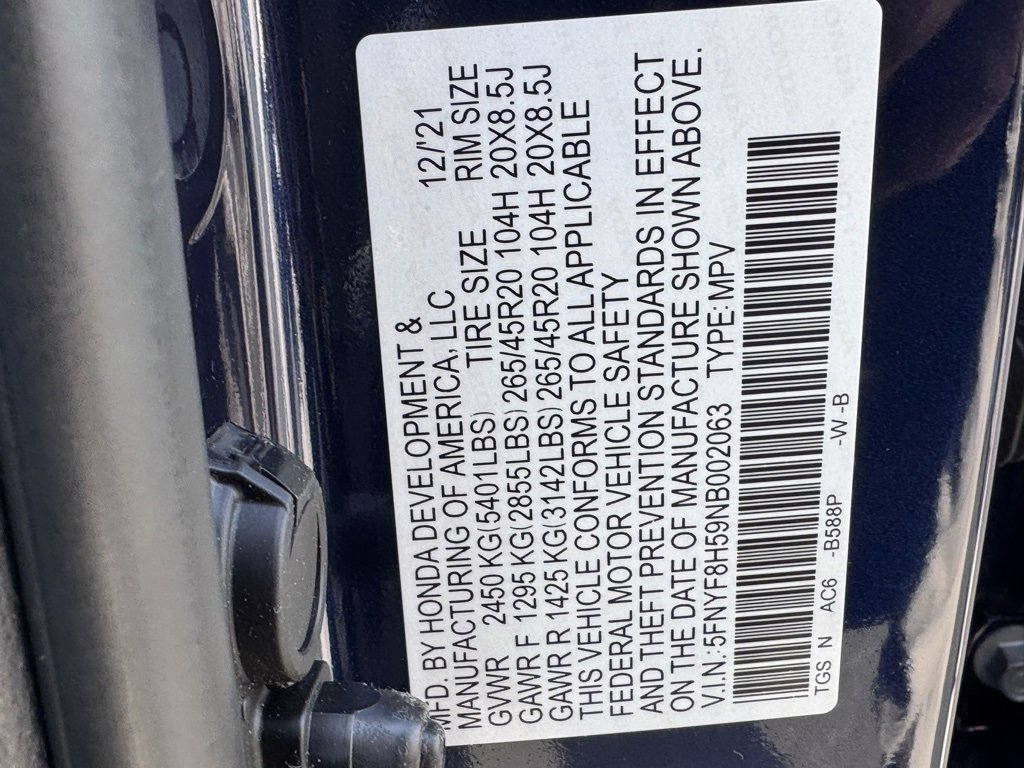 MFD. BY HONDA DEVELOPMENT & 12/'21
MANUFACTURING OF AMERICA, LLC
GVWR 2450 KG(5401LBS) TIRE SIZE RIM SIZE
GAWR F 1295 KG(2855LBS) 265/45R20 104H 20X8.5J
GAWR R 1425 KG(3142LBS) 265/45R20 104H 20X8.5J
THIS VEHICLE CONFORMS TO ALL APPLICABLE
FEDERAL MOTOR VEHICLE SAFETY
AND THEFT PREVENTION STANDARDS IN EFFECT
ON THE DATE OF MANUFACTURE SHOWN ABOVE.
V.I.N.:5FNYF8H59NB002063 TYPE:MPV
TGS N AC6 -B588P -W -B